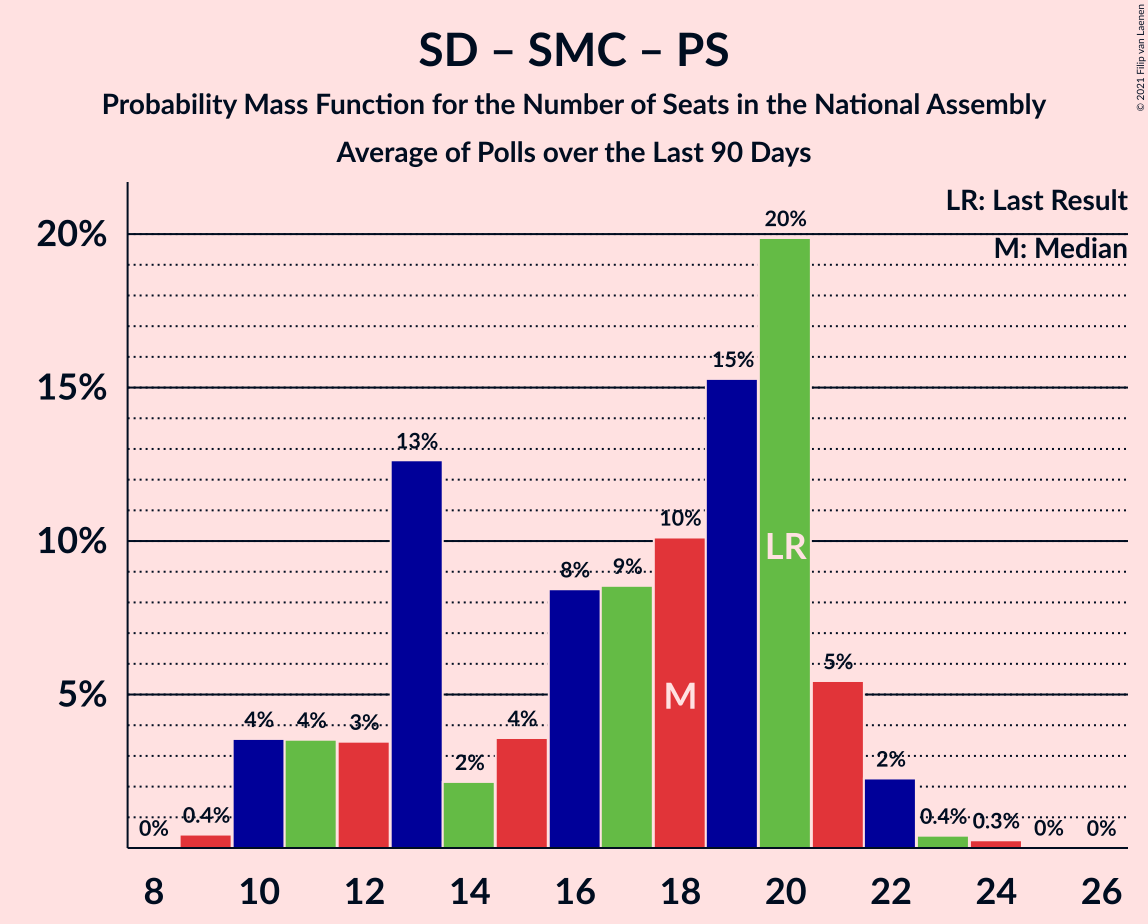 SD – SMC – PS
Probability Mass Function for the Number of Seats in the National Assembly
Average of Polls over the Last 90 Days
© 2021 Filip van Laenen
LR: Last Result
M: Median
20%
15%
10%
5%
0%
0.4%
4%
4%
3%
13%
2%
4%
8%
9%
10%
15%
20%
5%
2%
0.4%
0.3%
0%
0%
M
LR
8 10 12 14 16 18 20 22 24 26